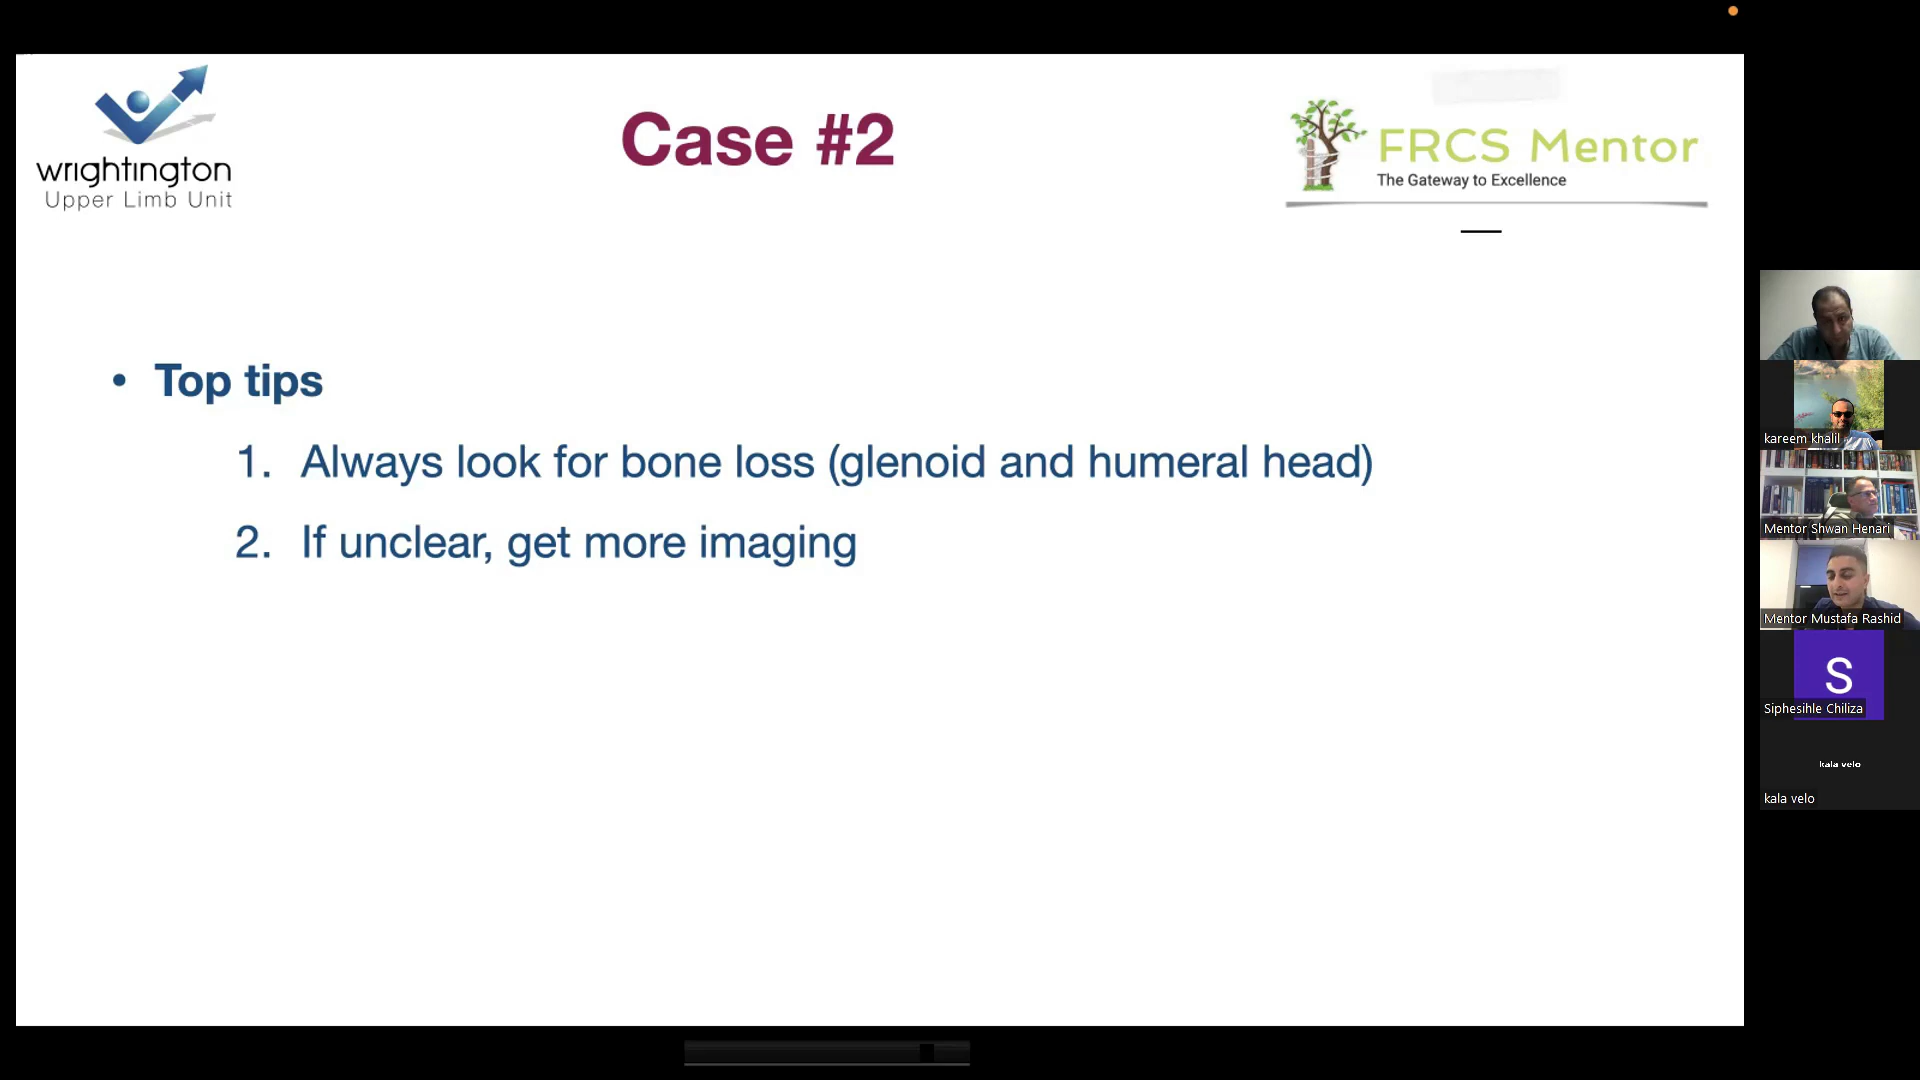 wrightington
Upper Limb Unit
Case #2
FRCS Mentor
The Gateway to Excellence
• Top tips
1. Always look for bone loss (glenoid and humeral head)
2. If unclear, get more imaging
kareem khalil
Mentor Shwan Henari
Mentor Mustafa Rashid
S
Siphesihle Chiliza
kala velo
kala velo